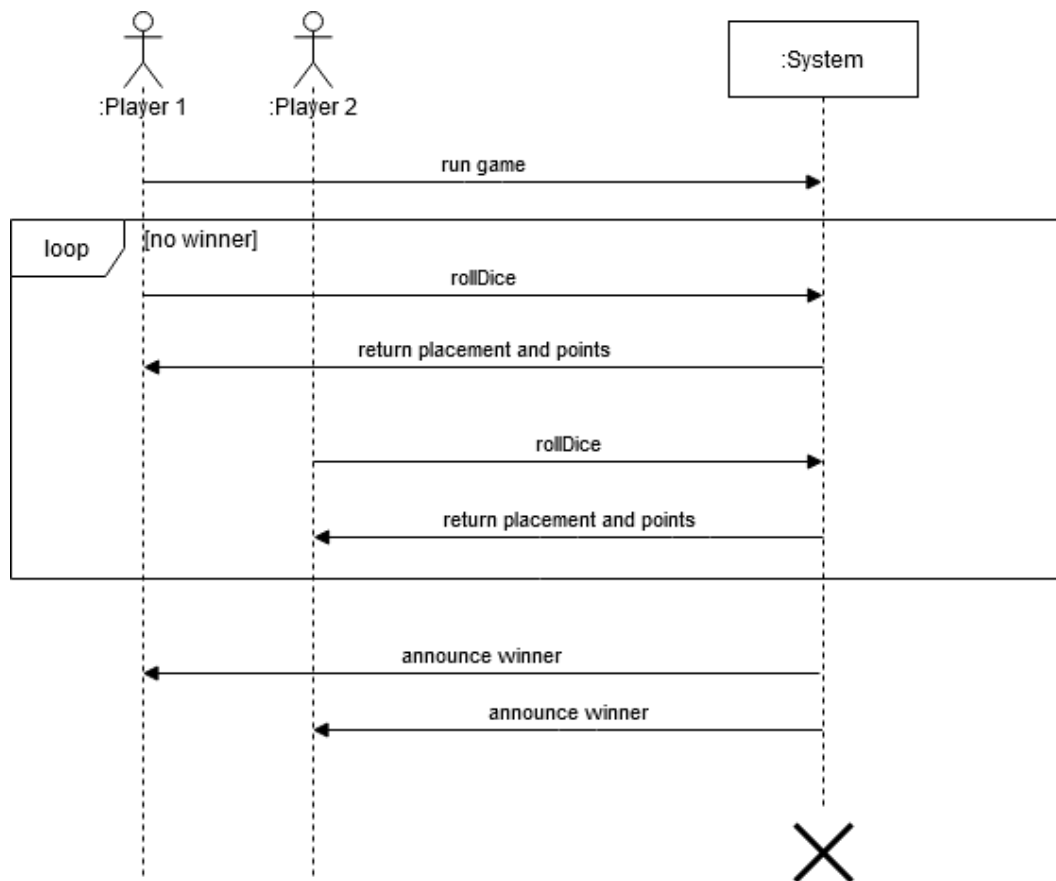 :Player 1
:Player 2
:System
run game
loop
[no winner]
rollDice
return placement and points
rollDice
return placement and points
announce winner
announce winner